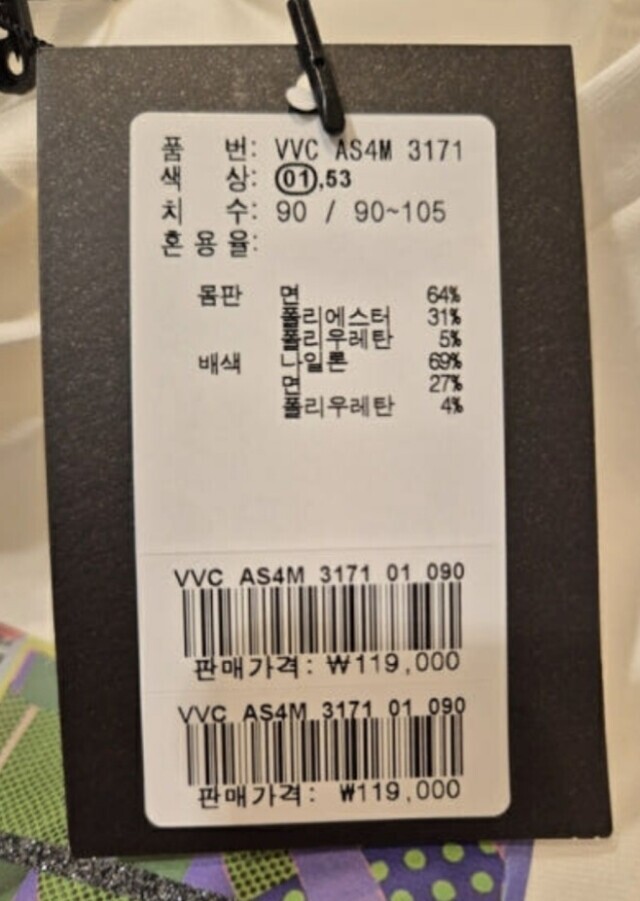 품 번: VVC AS4M 3171
색 상: 01,53
치 수: 90 / 90~105
혼 용 율:
몸판 면 64%
폴리에스터 31%
폴리우레탄 5%
배색 나일론 69%
면 27%
폴리우레탄 4%
VVC AS4M 3171 01 090
판매가격: ₩119,000
VVC AS4M 3171 01 090
판매가격: ₩119,000